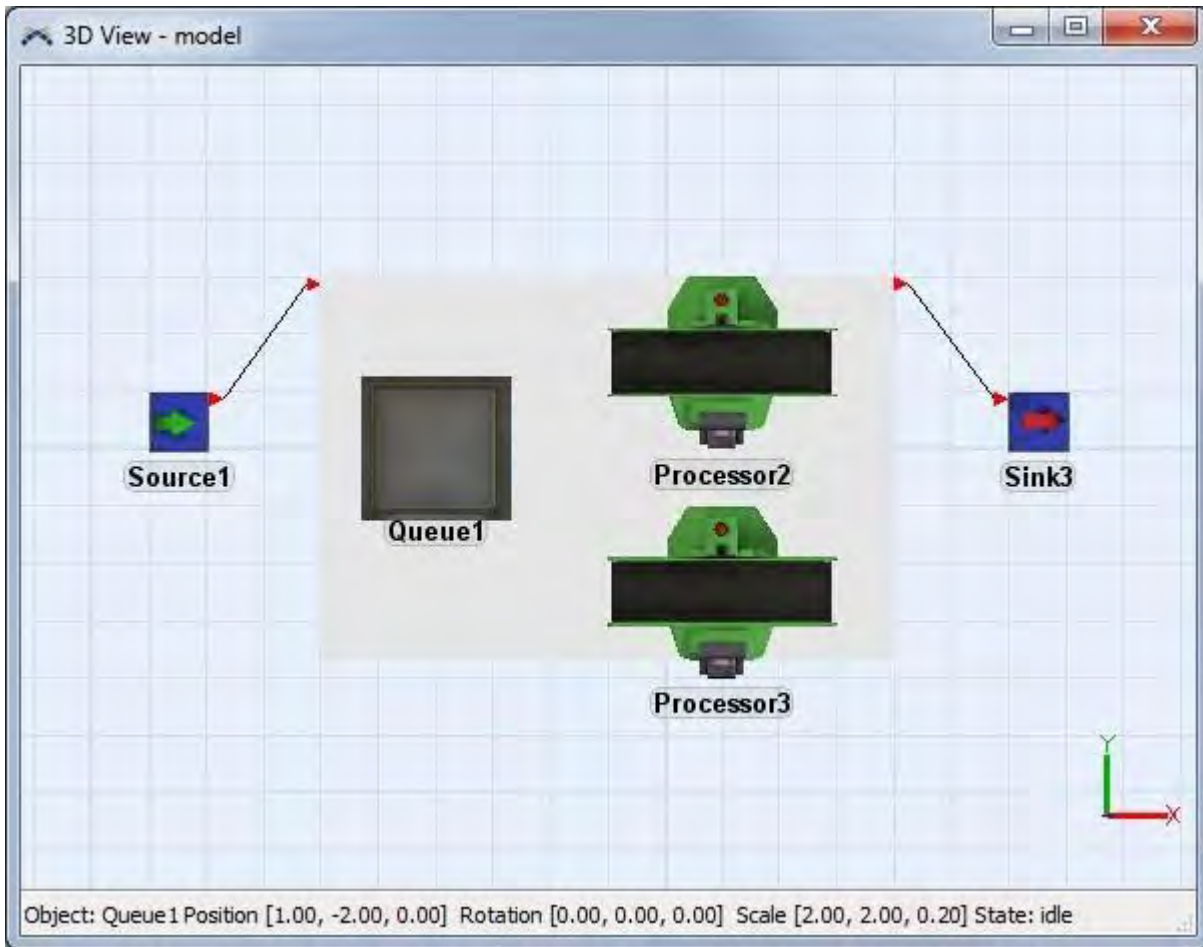 3D View - model
Source1
Queue1
Processor2
Sink3
Processor3
Y
X
Object: Queue1 Position [1.00, -2.00, 0.00] Rotation [0.00, 0.00, 0.00] Scale [2.00, 2.00, 0.20] State: idle